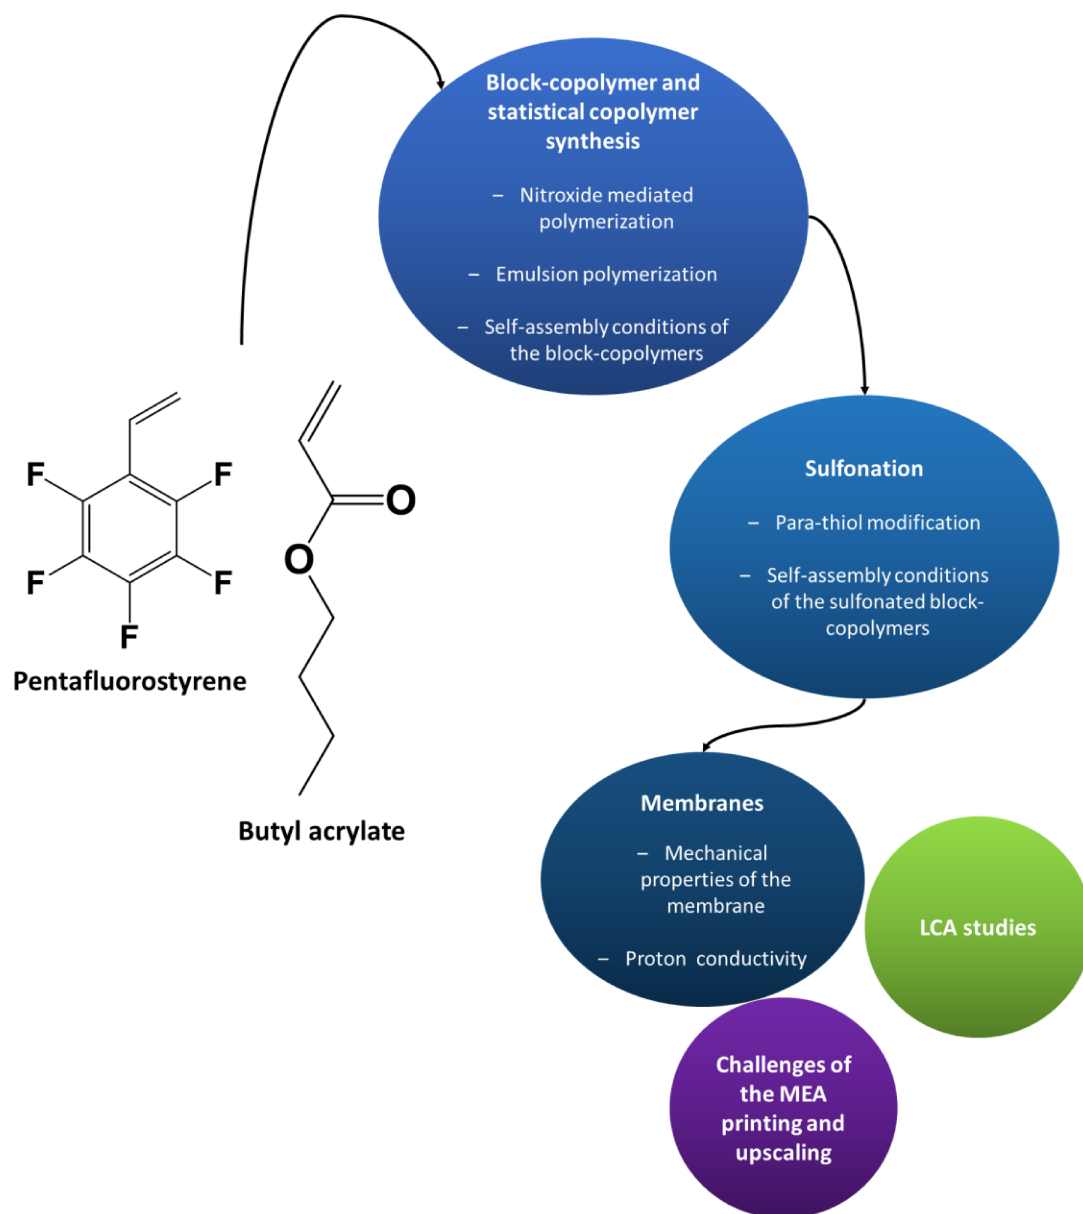 Block-copolymer and
statistical copolymer
synthesis
– Nitroxide mediated
polymerization
– Emulsion polymerization
– Self-assembly conditions of
the block-copolymers
F
F
F
F
F
Pentafluorostyrene
O
O
Butyl acrylate
Sulfonation
– Para-thiol modification
– Self-assembly conditions
of the sulfonated block-
copolymers
Membranes
– Mechanical
properties of the
membrane
– Proton conductivity
LCA studies
Challenges of
the MEA
printing and
upscaling